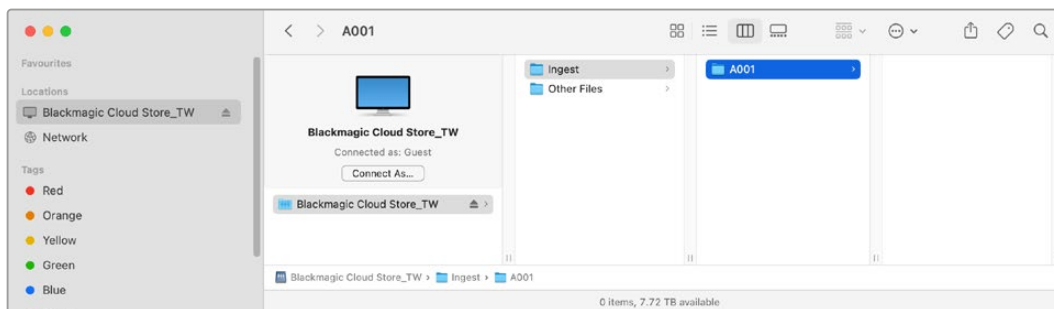 A001
Favourites
Locations
Blackmagic Cloud Store_TW
Network
Tags
Red
Orange
Yellow
Green
Blue
Blackmagic Cloud Store_TW
Connected as: Guest
Connect As...
Blackmagic Cloud Store_TW
Ingest
Other Files
A001
Blackmagic Cloud Store_TW › Ingest › A001
0 items, 7.72 TB available